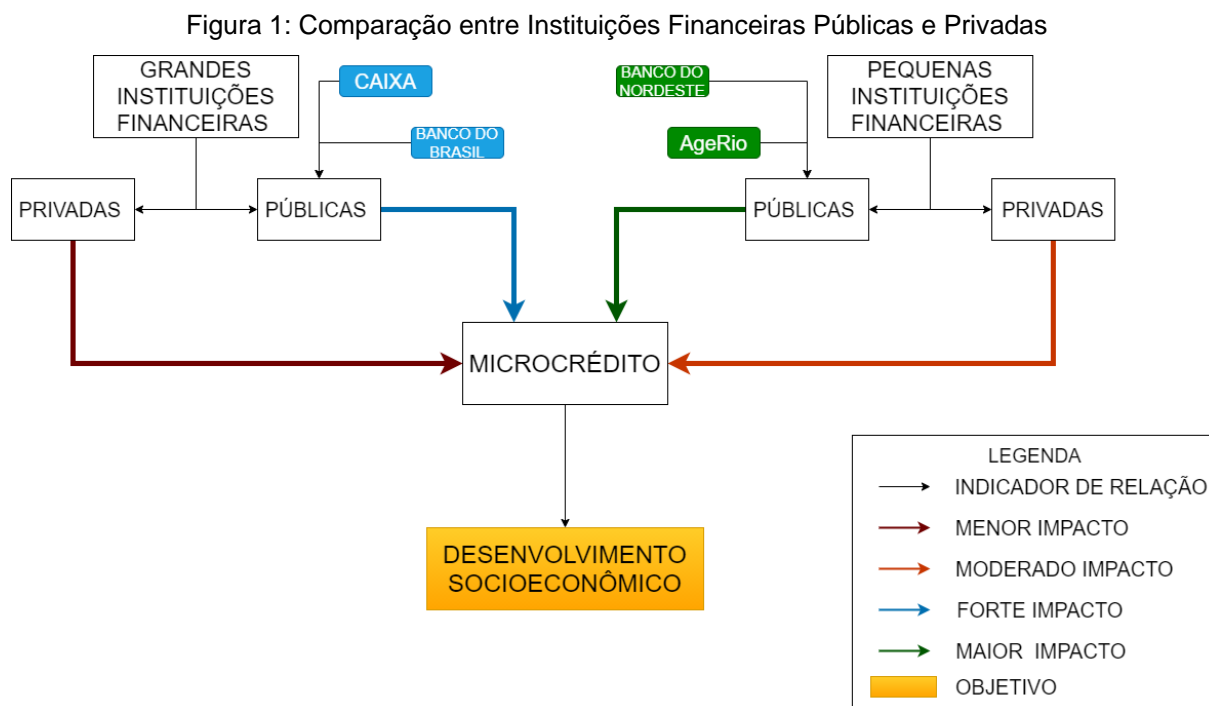 Figura 1: Comparação entre Instituições Financeiras Públicas e Privadas
GRANDES
INSTITUIÇÕES
FINANCEIRAS
CAIXA
BANCO DO
BRASIL
BANCO DO
NORDESTE
AgeRio
PEQUENAS
INSTITUIÇÕES
FINANCEIRAS
PRIVADAS
PÚBLICAS
PÚBLICAS
PRIVADAS
MICROCRÉDITO
DESENVOLVIMENTO
SOCIOECONÔMICO
LEGENDA
INDICADOR DE RELAÇÃO
MENOR IMPACTO
MODERADO IMPACTO
FORTE IMPACTO
MAIOR IMPACTO
OBJETIVO